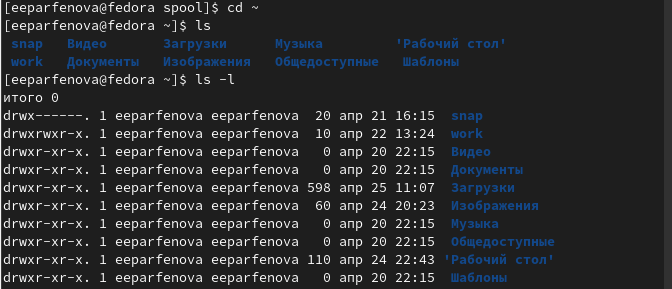 [eeparfenova@fedora spool]$ cd ~
[eeparfenova@fedora ~]$ ls
snap Видео Загрузки Музыка 'Рабочий стол'
work Документы Изображения Общедоступные Шаблоны
[eeparfenova@fedora ~]$ ls -l
итого 0
drwx------. 1 eeparfenova eeparfenova 20 апр 21 16:15 snap
drwxrwxr-x. 1 eeparfenova eeparfenova 10 апр 22 13:24 work
drwxr-xr-x. 1 eeparfenova eeparfenova 0 апр 20 22:15 Видео
drwxr-xr-x. 1 eeparfenova eeparfenova 0 апр 20 22:15 Документы
drwxr-xr-x. 1 eeparfenova eeparfenova 598 апр 25 11:07 Загрузки
drwxr-xr-x. 1 eeparfenova eeparfenova 60 апр 24 20:23 Изображения
drwxr-xr-x. 1 eeparfenova eeparfenova 0 апр 20 22:15 Музыка
drwxr-xr-x. 1 eeparfenova eeparfenova 0 апр 20 22:15 Общедоступные
drwxr-xr-x. 1 eeparfenova eeparfenova 110 апр 24 22:43 'Рабочий стол'
drwxr-xr-x. 1 eeparfenova eeparfenova 0 апр 20 22:15 Шаблоны